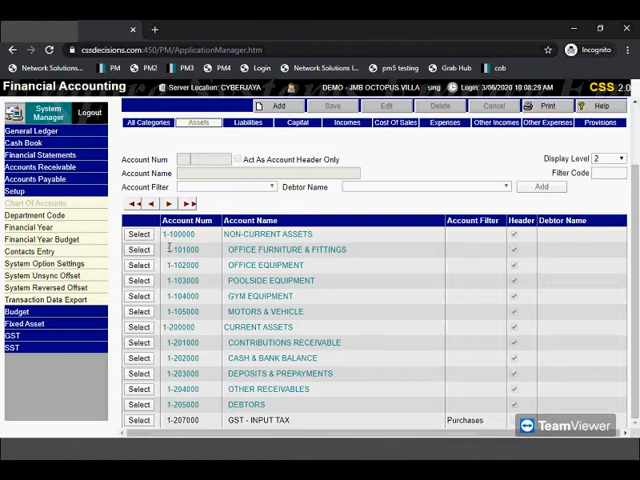 Incognito
cssdecisions.com:450/PM/ApplicationManager.htm
PM PM2 Network Solutions I... PM3 PM4 Login Network Solutions I... pm5 testing Grab Hub cob
Financial Accounting Server Location: CYBERJAYA DEMO - JMB OCTOPUS VILLA Login: 3/06/2020 10:08:29 AM CSS 2.0
System Manager Logout
Add Save Edit Delete Cancel Print Help
All Categories Assets Liabilities Capital Incomes Cost Of Sales Expenses Other Incomes Other Expenses Provisions
General Ledger
Cash Book
Financial Statements
Accounts Receivable
Accounts Payable
Setup
Chart Of Accounts
Department Code
Financial Year
Financial Year Budget
Contacts Entry
System Option Settings
System Unsync Offset
System Reversed Offset
Transaction Data Export
Budget
Fixed Asset
GST
SST
Account Num Act As Account Header Only Display Level 2
Account Name Filter Code
Account Filter Debtor Name Add
Account Num Account Name Account Filter Header Debtor Name
Select 1-100000 NON-CURRENT ASSETS
Select 1-101000 OFFICE FURNITURE & FITTINGS
Select 1-102000 OFFICE EQUIPMENT
Select 1-103000 POOLSIDE EQUIPMENT
Select 1-104000 GYM EQUIPMENT
Select 1-105000 MOTORS & VEHICLE
Select 1-200000 CURRENT ASSETS
Select 1-201000 CONTRIBUTIONS RECEIVABLE
Select 1-202000 CASH & BANK BALANCE
Select 1-203000 DEPOSITS & PREPAYMENTS
Select 1-204000 OTHER RECEIVABLES
Select 1-205000 DEBTORS
Select 1-207000 GST - INPUT TAX Purchases
TeamViewer